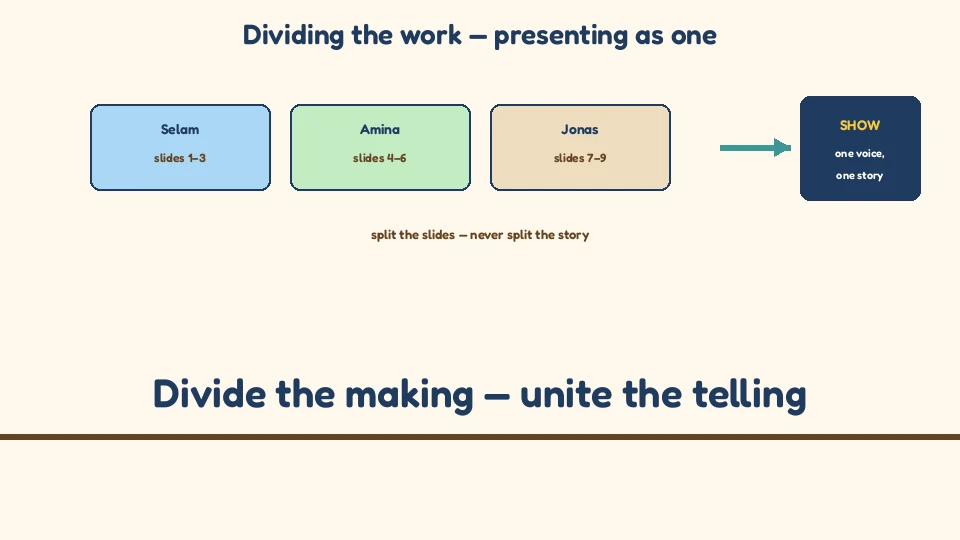 Dividing the work — presenting as one
Selam
slides 1–3
Amina
slides 4–6
Jonas
slides 7–9
SHOW
one voice,
one story
split the slides — never split the story
Divide the making — unite the telling